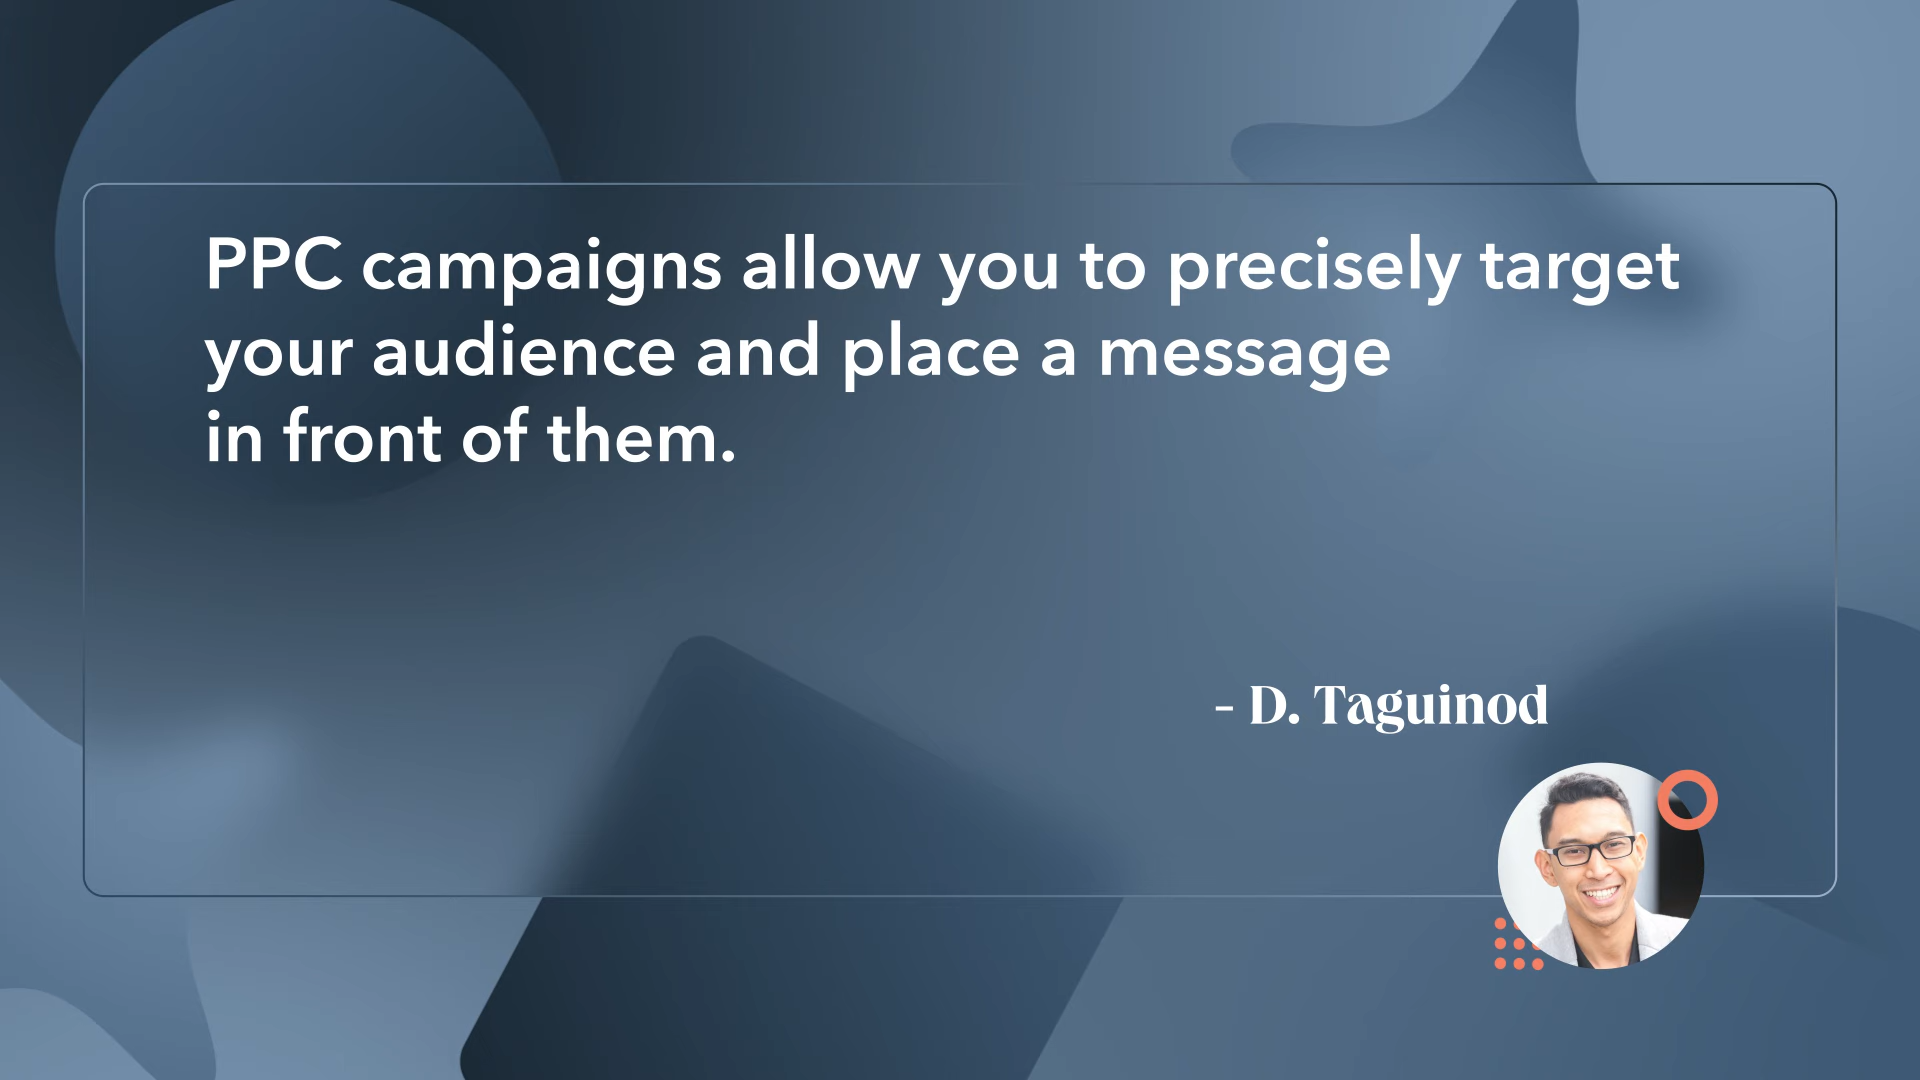 PPC campaigns allow you to precisely target
your audience and place a message
in front of them.
- D. Taguinod